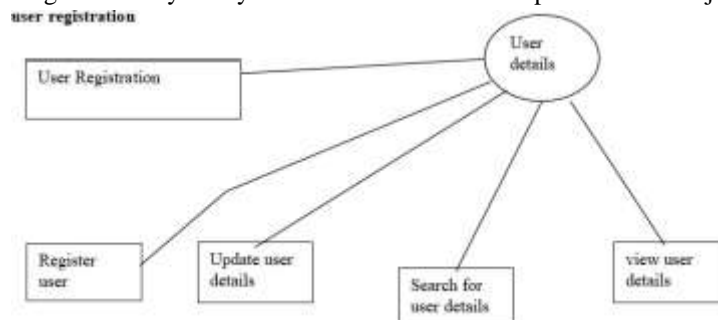 user registration
User
details
User Registration
Register
user
Update user
details
Search for
user details
view user
details